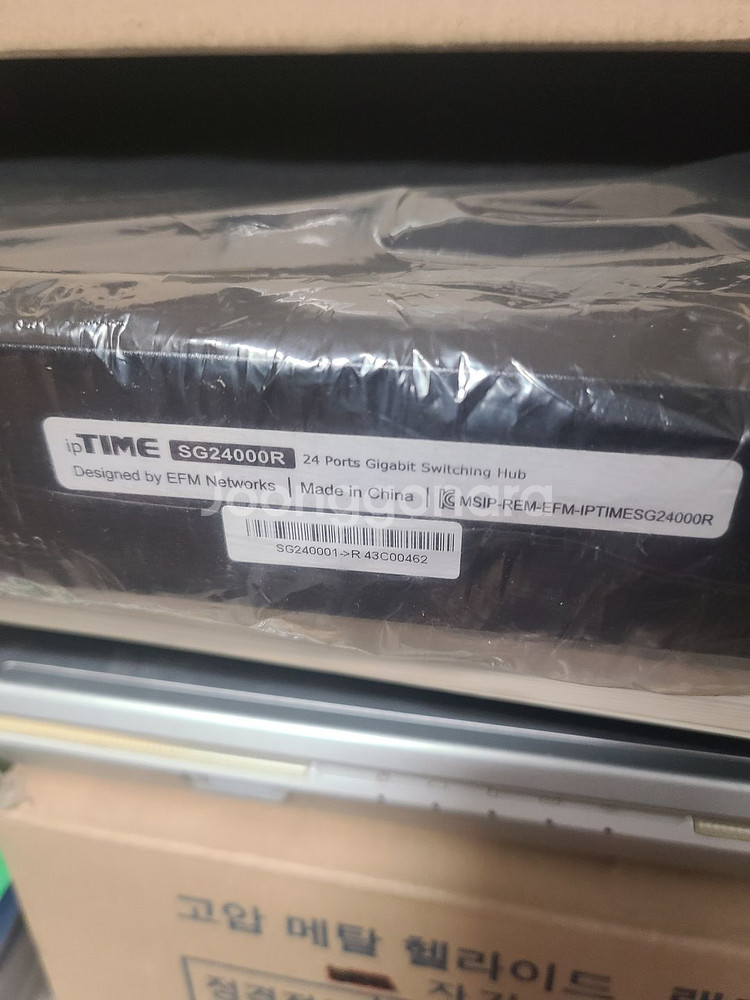 ipTIME SG24000R 24 Ports Gigabit Switching Hub
Designed by EFM Networks | Made in China | MSIP-REM-EFM-IPTIMESG24000R
Joonggonara
SG240001->R 43C00462
고압 메탈 헬라이드